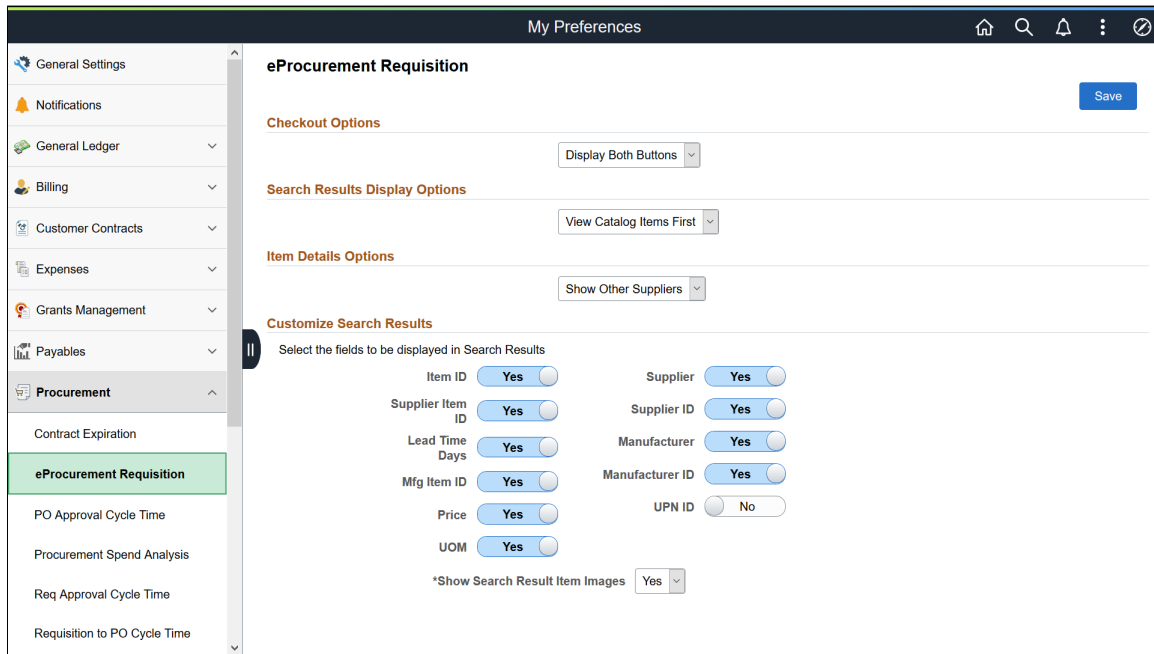 My Preferences
General Settings
Notifications
General Ledger
Billing
Customer Contracts
Expenses
Grants Management
Payables
Procurement
Contract Expiration
eProcurement Requisition
PO Approval Cycle Time
Procurement Spend Analysis
Req Approval Cycle Time
Requisition to PO Cycle Time
eProcurement Requisition
Save
Checkout Options
Display Both Buttons
Search Results Display Options
View Catalog Items First
Item Details Options
Show Other Suppliers
Customize Search Results
Select the fields to be displayed in Search Results
Item ID Yes
Supplier Item
ID Yes
Lead Time
Days Yes
Mfg Item ID Yes
Price Yes
UOM Yes
Supplier Yes
Supplier ID Yes
Manufacturer Yes
Manufacturer ID Yes
UPN ID No
*Show Search Result Item Images Yes